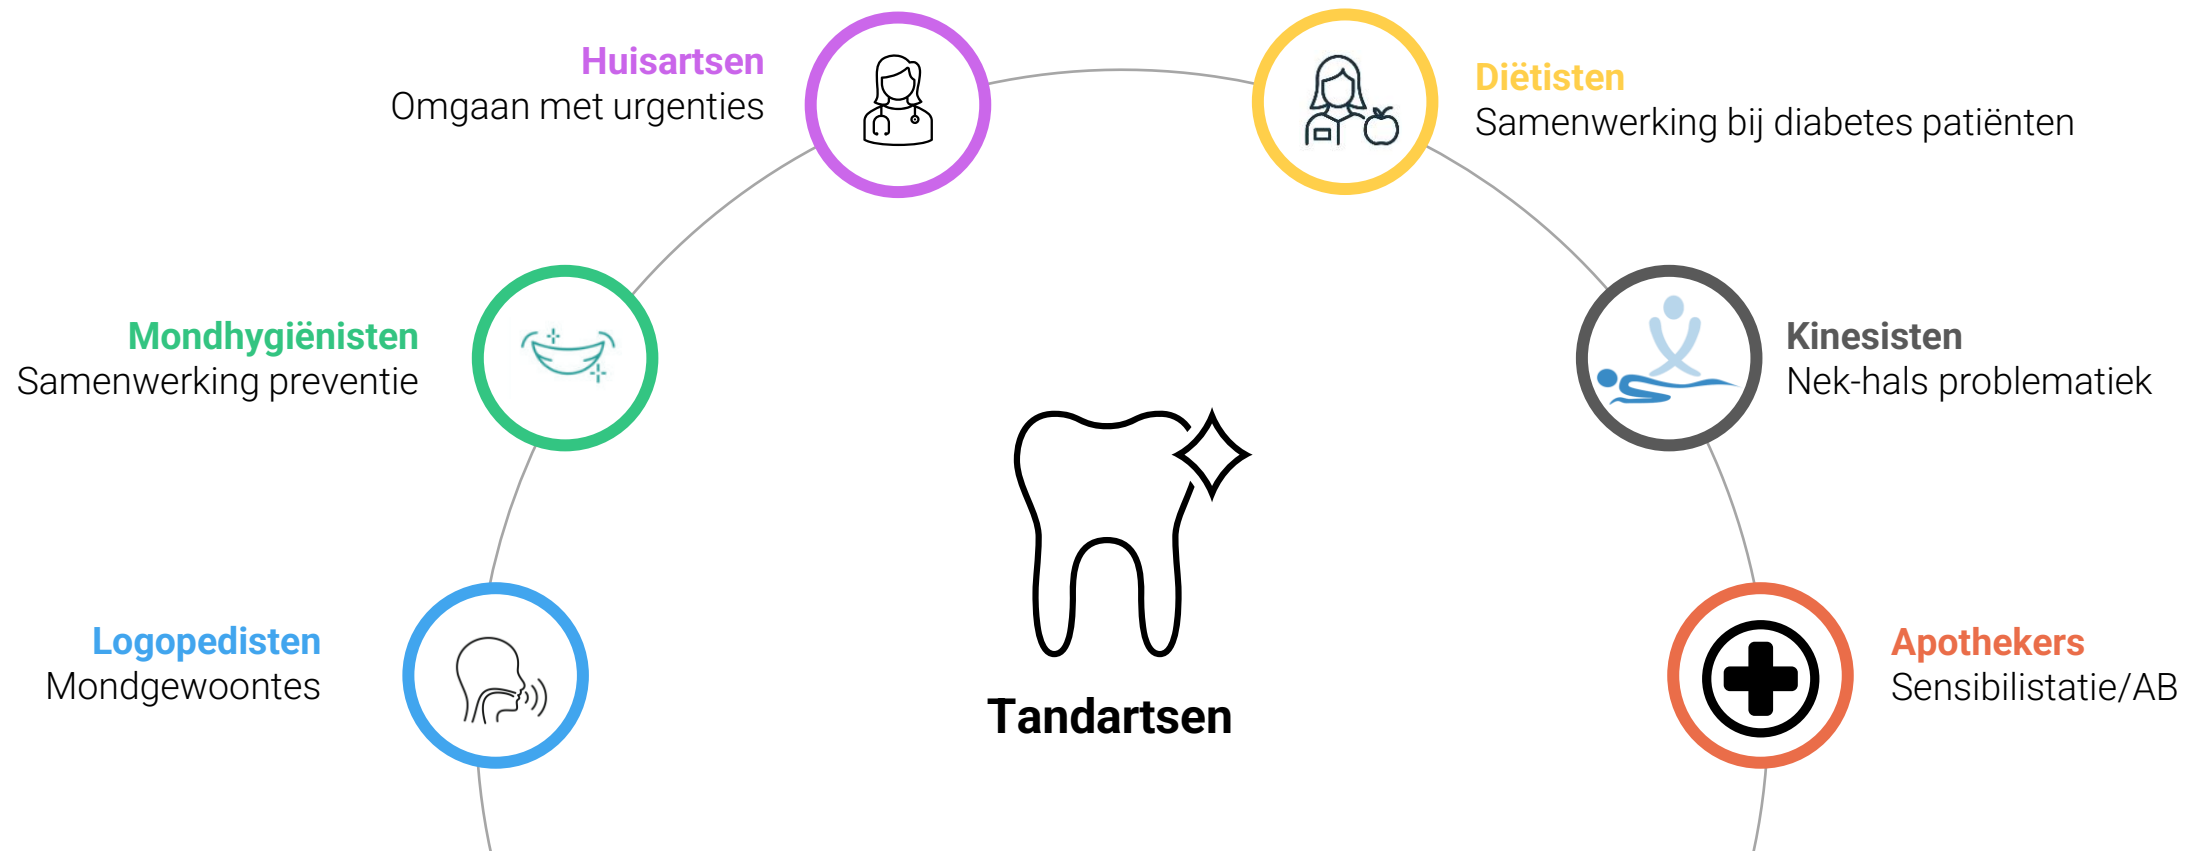 Huisartsen
Omgaan met urgenties
Diëtisten
Samenwerking bij diabetes patiënten
Mondhygiënisten
Samenwerking preventie
Kinesisten
Nek-hals problematiek
Logopedisten
Mondgewoontes
Tandartsen
Apothekers
Sensibilistatie/AB